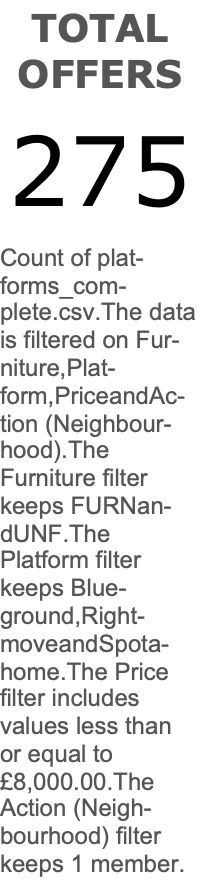 TOTAL
OFFERS
275
Count of plat-
forms_com-
plete.csv.The data
is filtered on Fur-
niture,Plat-
form,PriceandAc-
tion (Neighbour-
hood).The
Furniture filter
keeps FURNan-
dUNF.The
Platform filter
keeps Blue-
ground,Right-
moveandSpota-
home.The Price
filter includes
values less than
or equal to
£8,000.00.The
Action (Neigh-
bourhood) filter
keeps 1 member.